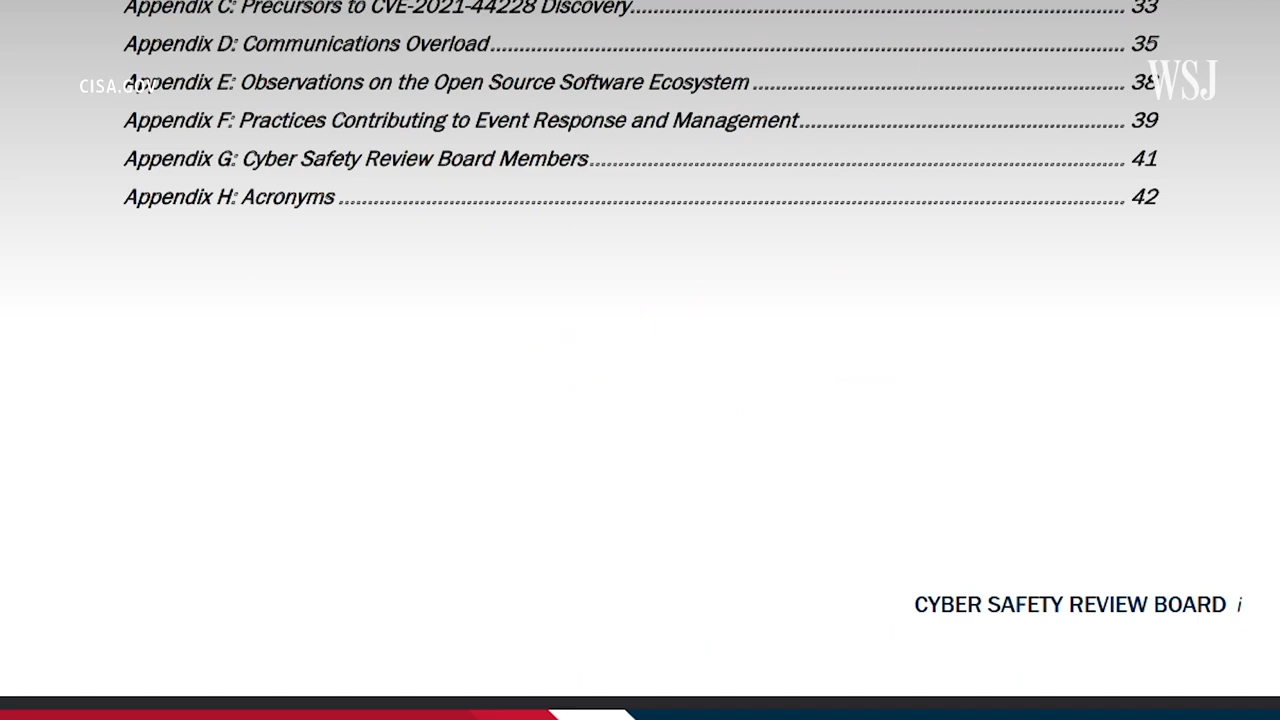 Appendix C: Precursors to CVE-2021-44228 Discovery 33
Appendix D: Communications Overload 35
Appendix E: Observations on the Open Source Software Ecosystem 38
Appendix F: Practices Contributing to Event Response and Management 39
Appendix G: Cyber Safety Review Board Members 41
Appendix H: Acronyms 42
CISA.GOV
WSJ
CYBER SAFETY REVIEW BOARD i